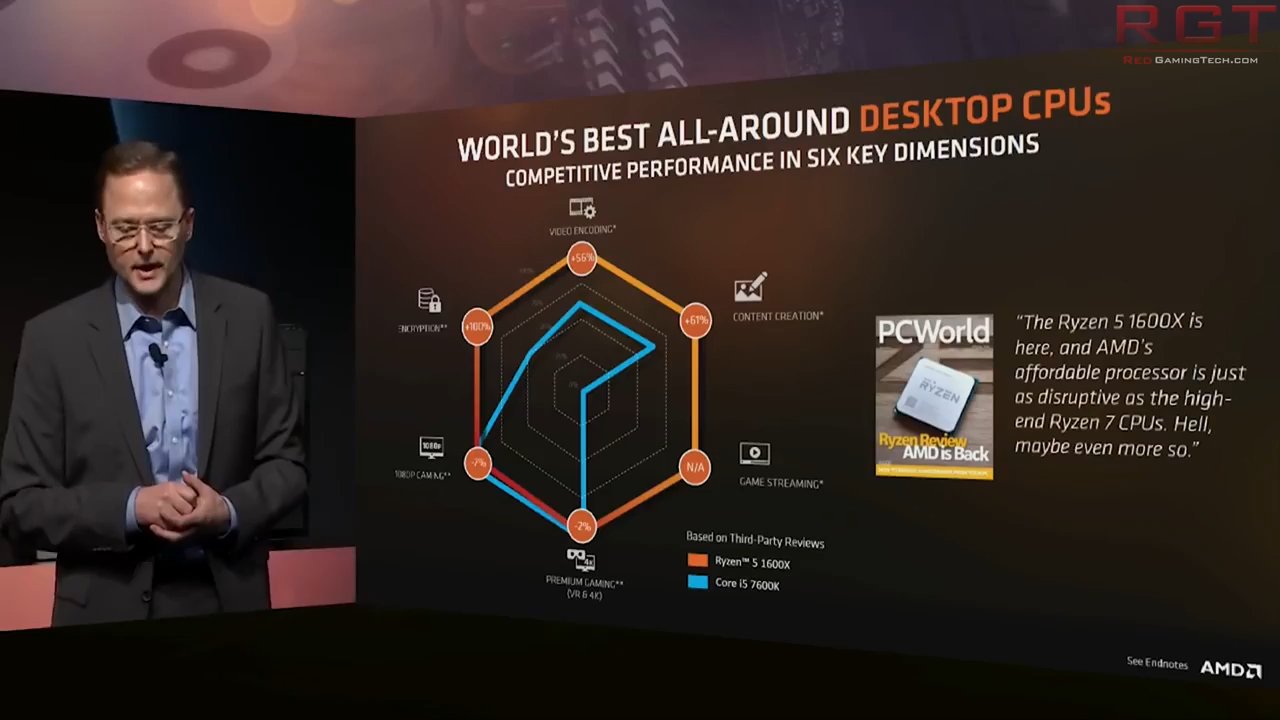 RGT
RED GAMINGTECH.COM
WORLD'S BEST ALL-AROUND DESKTOP CPUs
COMPETITIVE PERFORMANCE IN SIX KEY DIMENSIONS
VIDEO ENCODING*
+56%
CONTENT CREATION*
+61%
ENCRYPTION**
+100%
1080p
1080P GAMING**
-7%
GAME STREAMING*
N/A
-2%
4K
PREMIUM GAMING**
(VR & 4K)
Based on Third-Party Reviews
Ryzen™ 5 1600X
Core i5 7600K
PCWorld
RYZEN
Ryzen Review
AMD is Back
"The Ryzen 5 1600X is
here, and AMD's
affordable processor is just
as disruptive as the high-
end Ryzen 7 CPUs. Hell,
maybe even more so."
See Endnotes
AMD